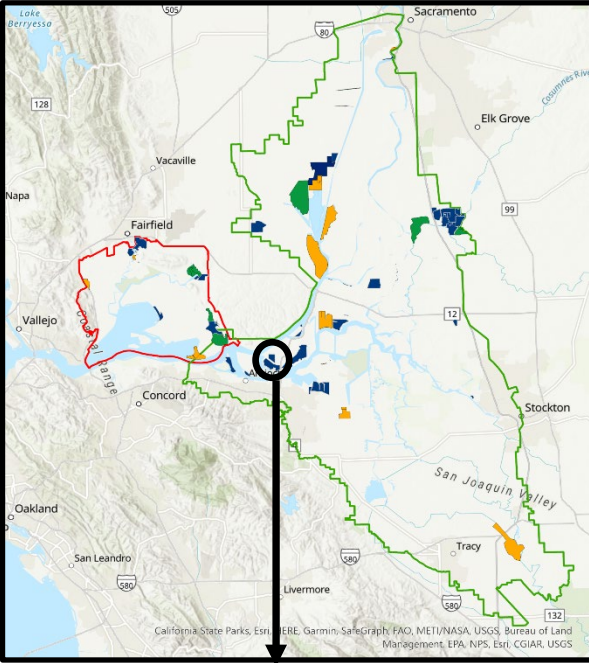 Lake
Berryessa
505
80
Sacramento
128
Cosumnes Rive
Elk Grove
Vacaville
Napa
99
Fairfield
Vallejo
12
Coastal Range
Concord
Stockton
San Joaquin Valley
Oakland
San Leandro
580
Tracy
580
Livermore
580
132
California State Parks, Esri, HERE, Garmin, SafeGraph, FAO, METI/NASA, USGS, Bureau of Land
Management, EPA, NPS, Esri, CGIAR, USGS